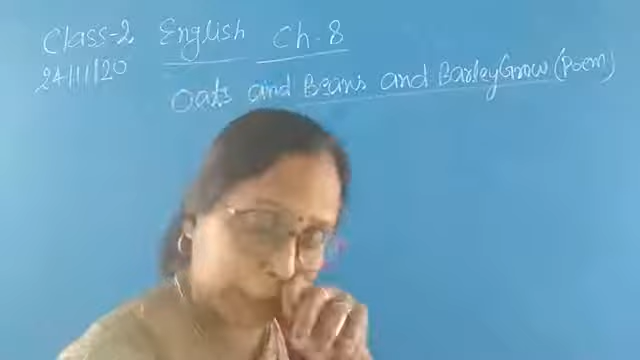 Class-2 English Ch. 8
24/11/20
Oats and Beans and Barley Grow (Poem)